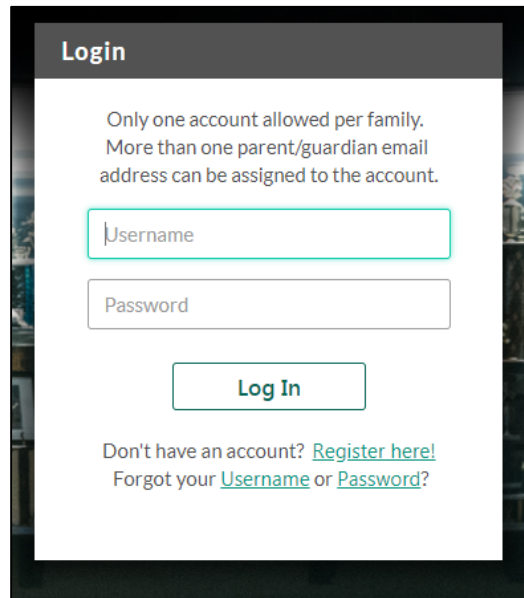 Login
Only one account allowed per family.
More than one parent/guardian email
address can be assigned to the account.
Username
Password
Log In
Don't have an account? Register here!
Forgot your Username or Password?